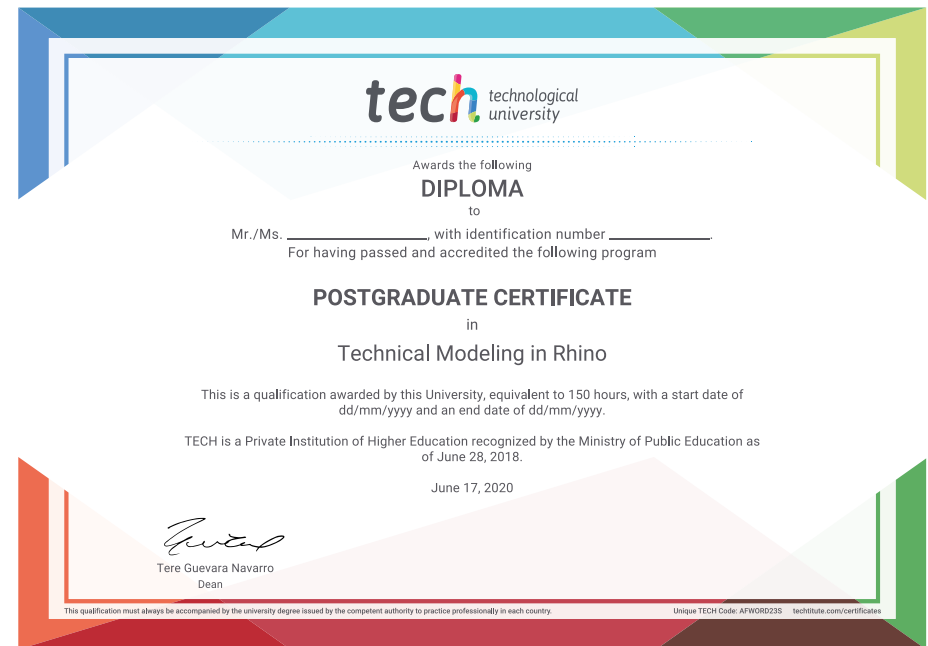 tech technological
university
Awards the following
DIPLOMA
to
Mr./Ms. ____________________, with identification number ______________.
For having passed and accredited the following program
POSTGRADUATE CERTIFICATE
in
Technical Modeling in Rhino
This is a qualification awarded by this University, equivalent to 150 hours, with a start date of
dd/mm/yyyy and an end date of dd/mm/yyyy.
TECH is a Private Institution of Higher Education recognized by the Ministry of Public Education as
of June 28, 2018.
June 17, 2020
Tere Guevara Navarro
Dean
This qualification must always be accompanied by the university degree issued by the competent authority to practice professionally in each country.
Unique TECH Code: AFWORD23S techtitute.com/certificates